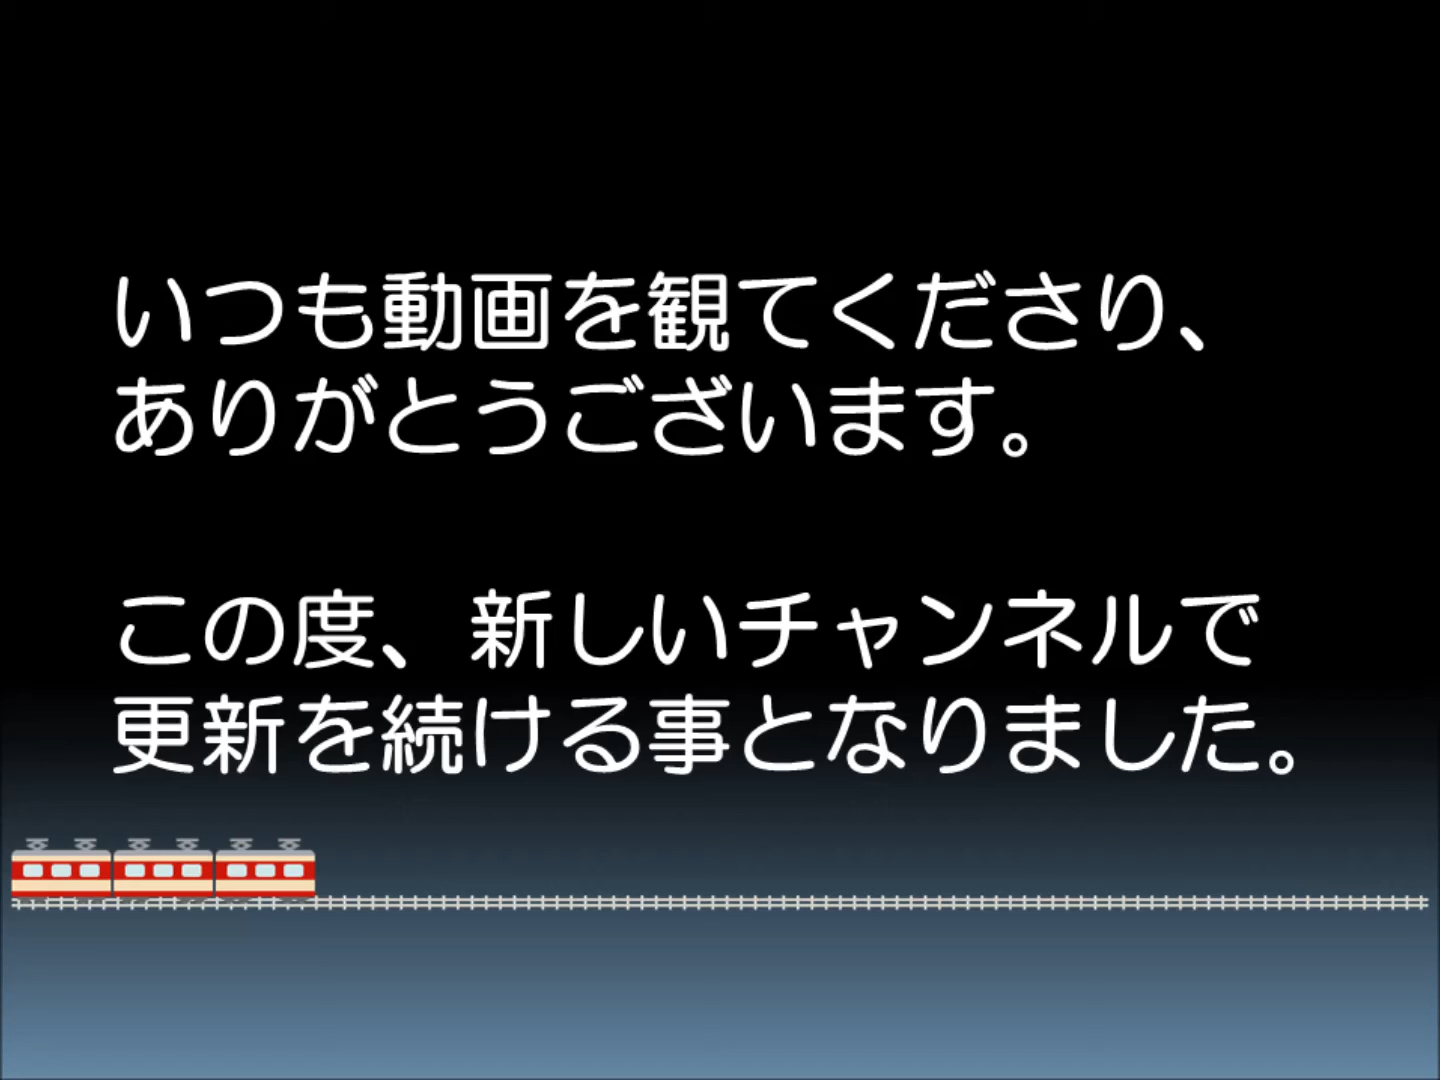 いつも動画を観てくださり、
ありがとうございます。
この度、新しいチャンネルで
更新を続ける事となりました。